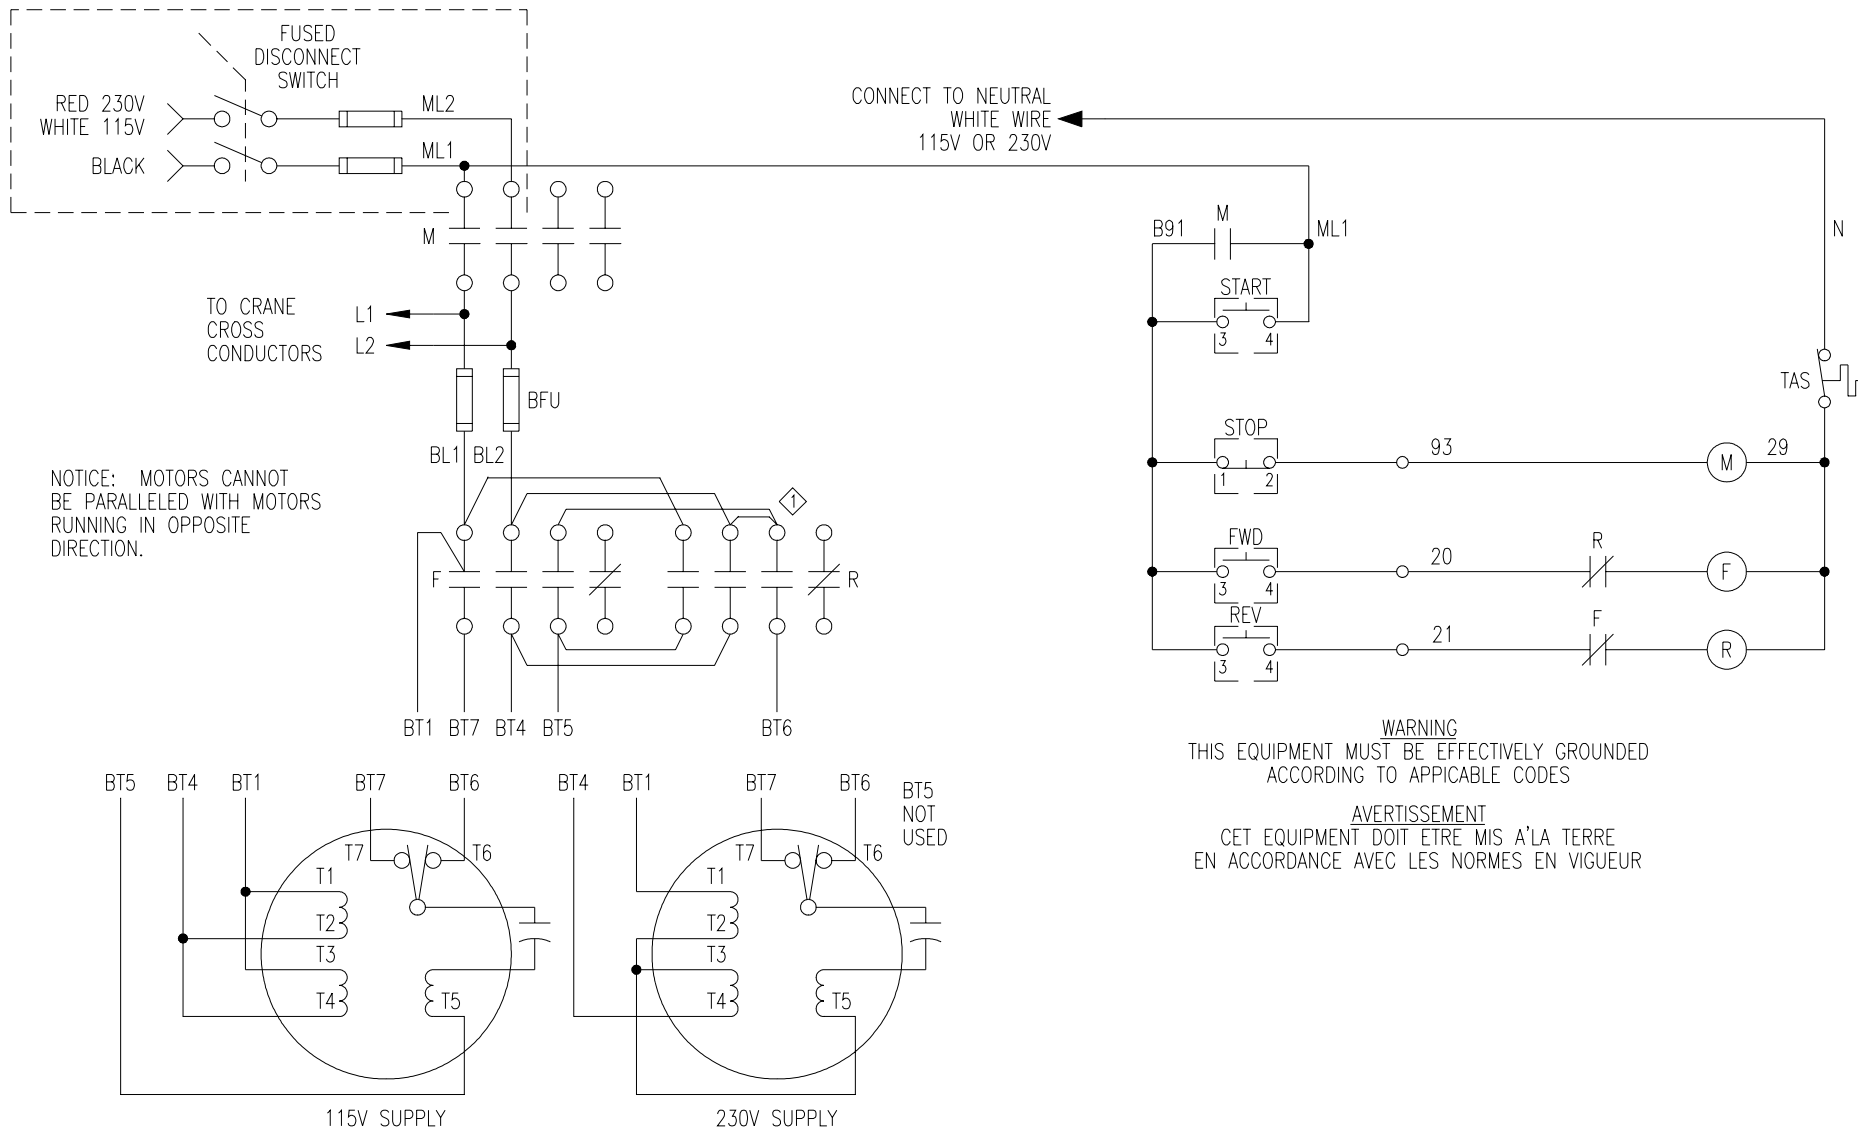 FUSED
DISCONNECT
SWITCH
RED 230V
WHITE 115V
BLACK
ML2
ML1
CONNECT TO NEUTRAL
WHITE WIRE
115V OR 230V
M
B91
M
ML1
N
START
3 4
TO CRANE
CROSS
CONDUCTORS
L1
L2
BFU
TAS
BL1 BL2
STOP
1 2
93
M
29
NOTICE: MOTORS CANNOT
BE PARALLELED WITH MOTORS
RUNNING IN OPPOSITE
DIRECTION.
1
F
R
FWD
3 4
20
R
F
REV
3 4
21
F
R
BT1 BT7 BT4 BT5 BT6
WARNING
THIS EQUIPMENT MUST BE EFFECTIVELY GROUNDED
ACCORDING TO APPICABLE CODES
AVERTISSEMENT
CET EQUIPMENT DOIT ETRE MIS A'LA TERRE
EN ACCORDANCE AVEC LES NORMES EN VIGUEUR
BT5 BT4 BT1 BT7 BT6
T7 T6
T1
T2
T3
T4 T5
115V SUPPLY
BT4 BT1 BT7 BT6
BT5
NOT
USED
T7 T6
T1
T2
T3
T4 T5
230V SUPPLY